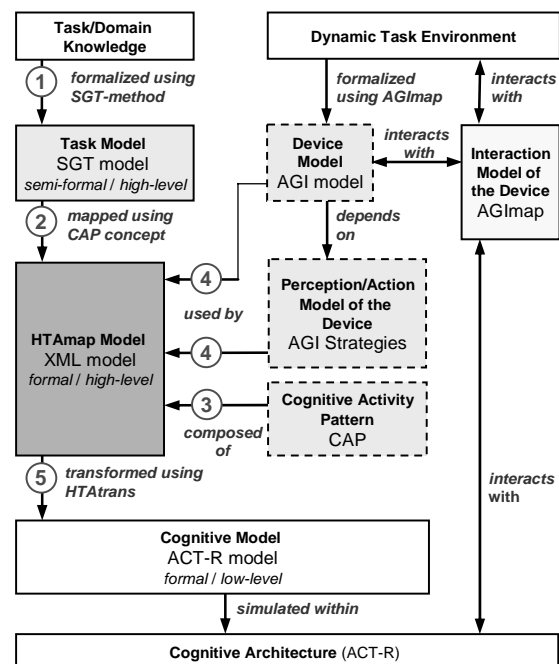 Task/Domain
Knowledge
Dynamic Task Environment
1
formalized using
SGT-method
formalized
using AGImap
interacts
with
Task Model
SGT model
semi-formal / high-level
Device
Model
AGI model
interacts
with
Interaction
Model of
the Device
AGImap
2
mapped using
CAP concept
depends
on
4
used by
HTAmap Model
XML model
formal / high-level
Perception/Action
Model of the
Device
AGI Strategies
4
3
composed
of
Cognitive Activity
Pattern
CAP
5
transformed using
HTAtrans
interacts
with
Cognitive Model
ACT-R model
formal / low-level
simulated within
Cognitive Architecture (ACT-R)